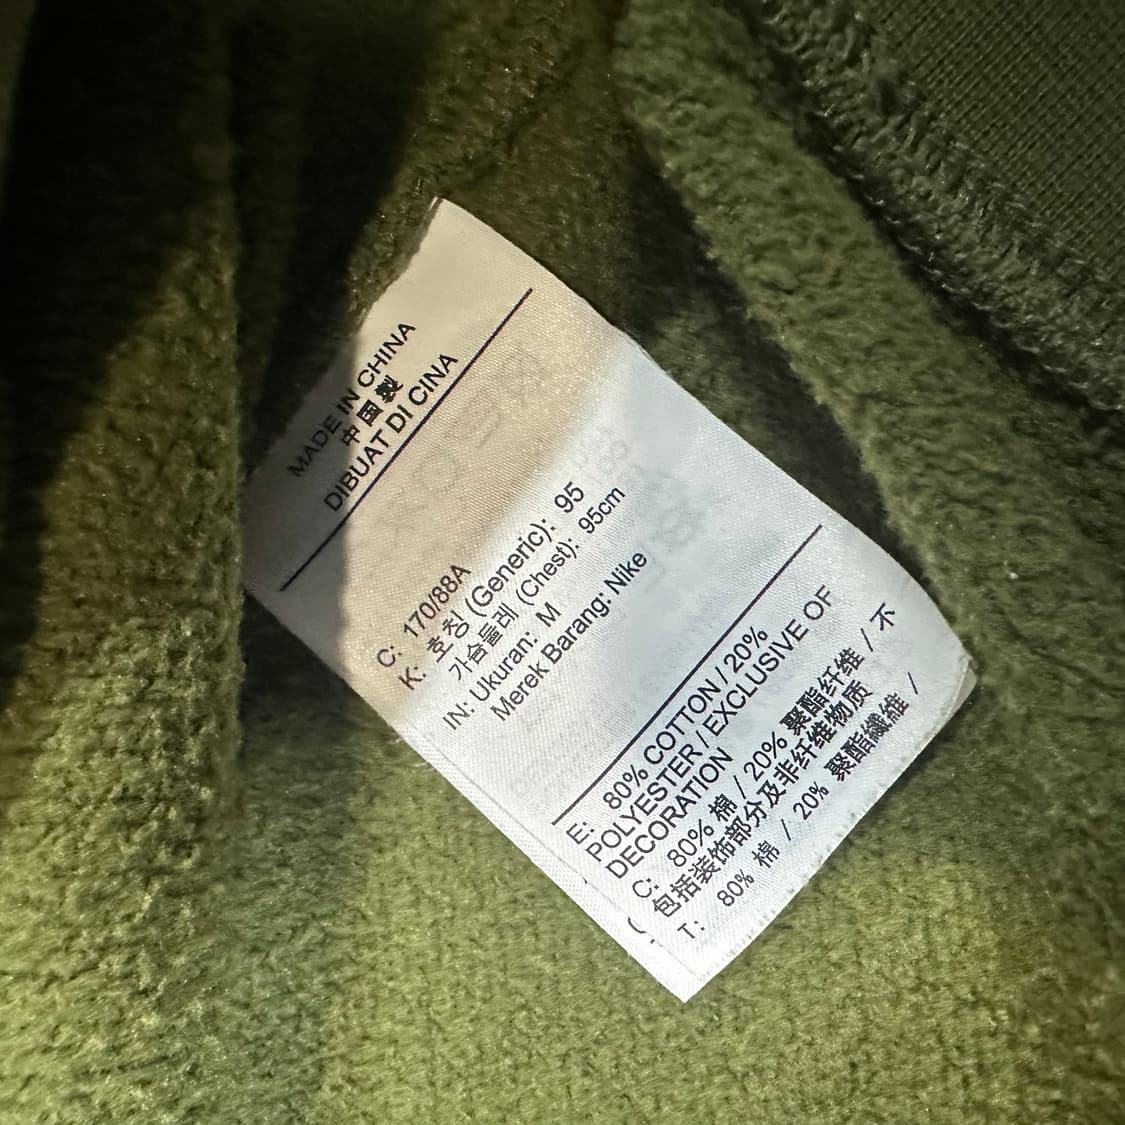 MADE IN CHINA
中国製
DIBUAT DI CINA
C: 170/88A
K: 호칭 (Generic): 95
가슴둘레 (Chest): 95cm
IN: Ukuran: M
Merek Barang: Nike
E: 80% COTTON / 20%
POLYESTER / EXCLUSIVE OF
DECORATION
C: 80% 棉 / 20% 聚酯纤维 / 不
包括装饰部分及非纤维物质
T: 80% 棉 / 20% 聚酯纖維 /